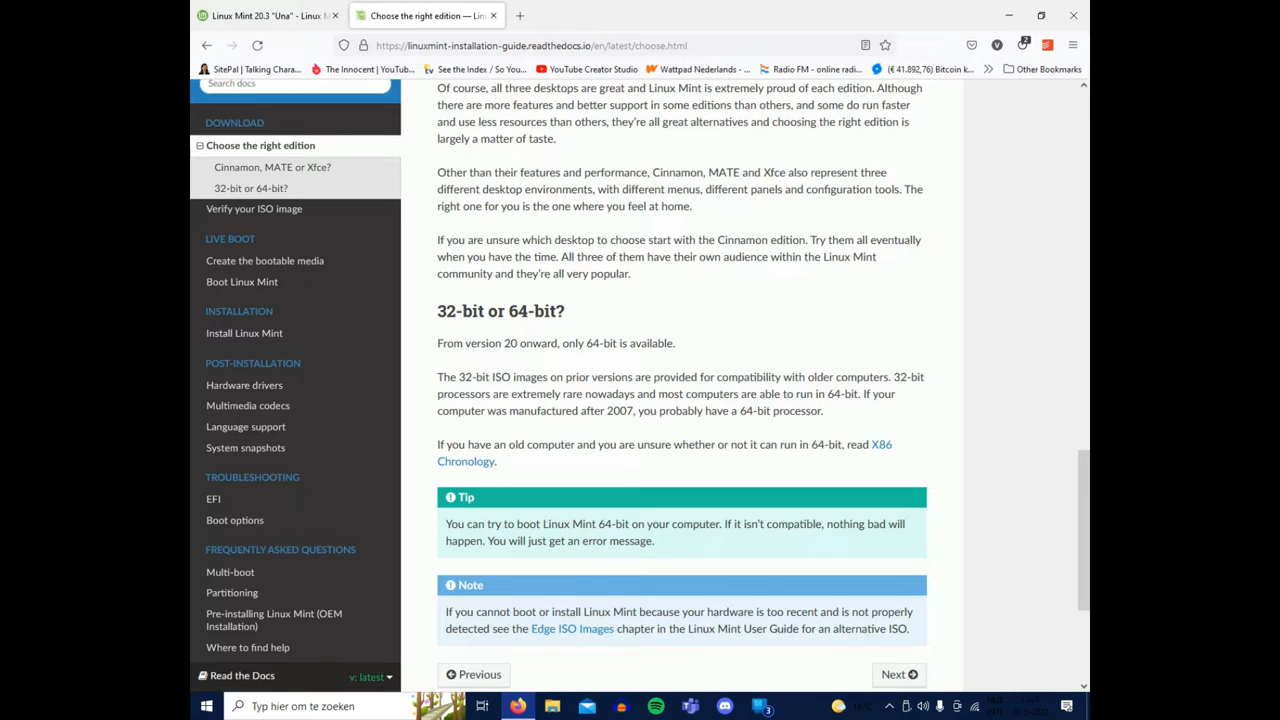 Linux Mint 20.3 "Una" - Linux M
Choose the right edition — Linu
https://linuxmint-installation-guide.readthedocs.io/en/latest/choose.html
2
SitePal | Talking Chara...
The Innocent | YouTub...
See the Index / So You...
YouTube Creator Studio
Wattpad Nederlands - ...
Radio FM - online radi...
(€ 41.892,76) Bitcoin k...
Other Bookmarks
Search docs
DOWNLOAD
Choose the right edition
Cinnamon, MATE or Xfce?
32-bit or 64-bit?
Verify your ISO image
LIVE BOOT
Create the bootable media
Boot Linux Mint
INSTALLATION
Install Linux Mint
POST-INSTALLATION
Hardware drivers
Multimedia codecs
Language support
System snapshots
TROUBLESHOOTING
EFI
Boot options
FREQUENTLY ASKED QUESTIONS
Multi-boot
Partitioning
Pre-installing Linux Mint (OEM
Installation)
Where to find help
Read the Docs
v: latest
Of course, all three desktops are great and Linux Mint is extremely proud of each edition. Although
there are more features and better support in some editions than others, and some do run faster
and use less resources than others, they're all great alternatives and choosing the right edition is
largely a matter of taste.
Other than their features and performance, Cinnamon, MATE and Xfce also represent three
different desktop environments, with different menus, different panels and configuration tools. The
right one for you is the one where you feel at home.
If you are unsure which desktop to choose start with the Cinnamon edition. Try them all eventually
when you have the time. All three of them have their own audience within the Linux Mint
community and they're all very popular.
32-bit or 64-bit?
From version 20 onward, only 64-bit is available.
The 32-bit ISO images on prior versions are provided for compatibility with older computers. 32-bit
processors are extremely rare nowadays and most computers are able to run in 64-bit. If your
computer was manufactured after 2007, you probably have a 64-bit processor.
If you have an old computer and you are unsure whether or not it can run in 64-bit, read X86
Chronology.
Tip
You can try to boot Linux Mint 64-bit on your computer. If it isn't compatible, nothing bad will
happen. You will just get an error message.
Note
If you cannot boot or install Linux Mint because your hardware is too recent and is not properly
detected see the Edge ISO Images chapter in the Linux Mint User Guide for an alternative ISO.
Previous
Next
Typ hier om te zoeken
3
16°C